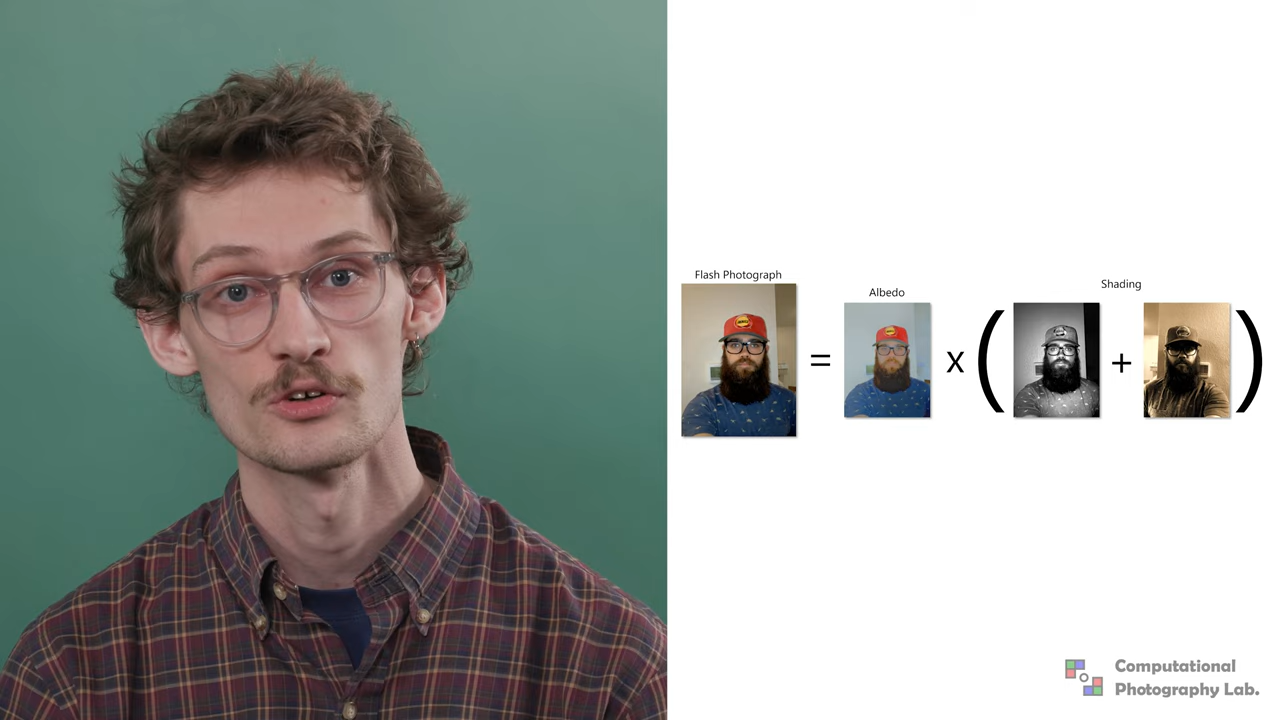 Flash Photograph
=
Albedo
x
(
Shading
+
)
Computational
Photography Lab.